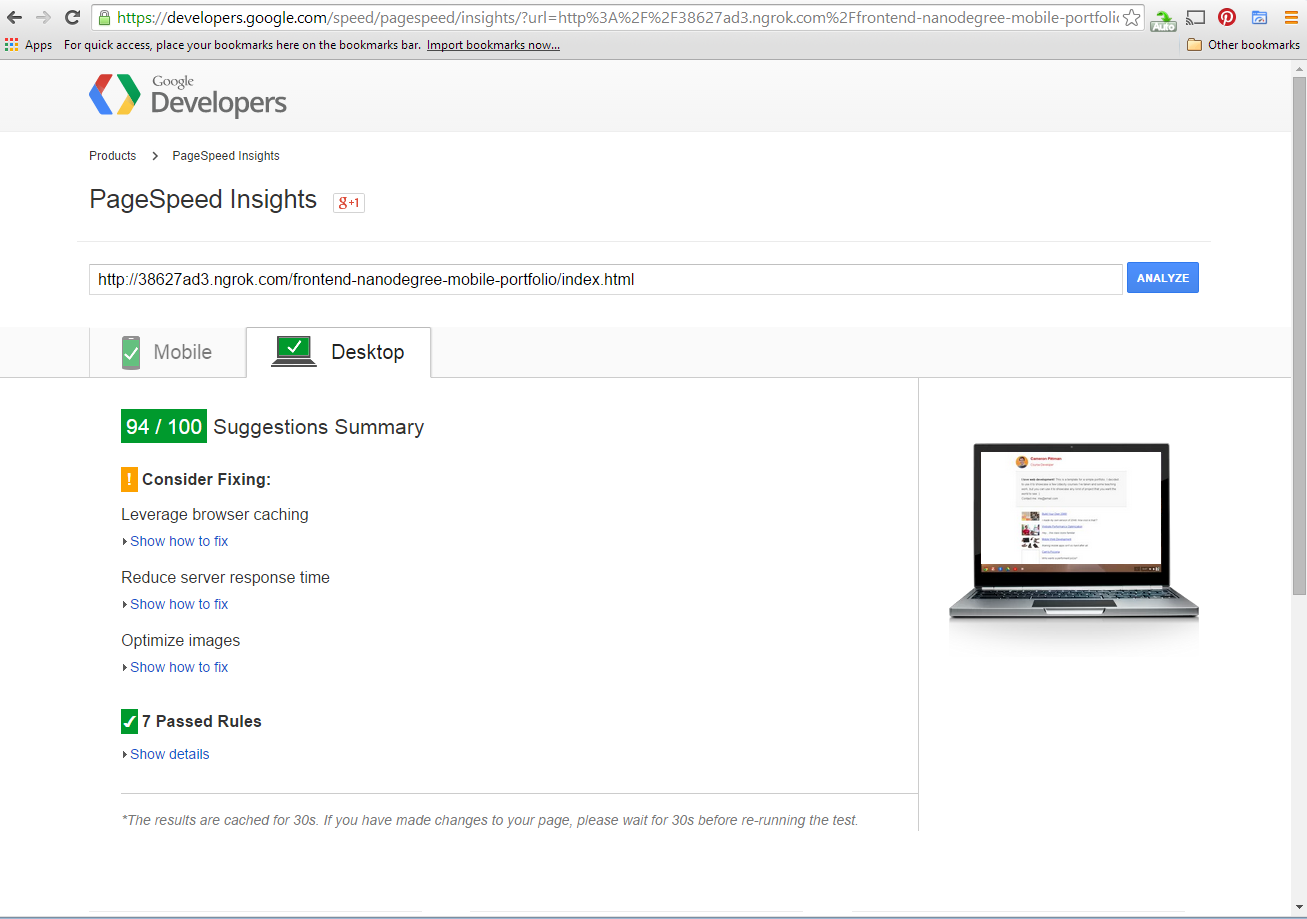 https://developers.google.com/speed/pagespeed/insights/?url=http%3A%2F%2F38627ad3.ngrok.com%2Ffrontend-nanodegree-mobile-portfolio
Auto
Apps For quick access, place your bookmarks here on the bookmarks bar. Import bookmarks now... Other bookmarks
Google
Developers
Products > PageSpeed Insights
PageSpeed Insights g+1
http://38627ad3.ngrok.com/frontend-nanodegree-mobile-portfolio/index.html ANALYZE
Mobile Desktop
94 / 100 Suggestions Summary
! Consider Fixing:
Leverage browser caching
Show how to fix
Reduce server response time
Show how to fix
Optimize images
Show how to fix
7 Passed Rules
Show details
*The results are cached for 30s. If you have made changes to your page, please wait for 30s before re-running the test.
Cameron Pittman